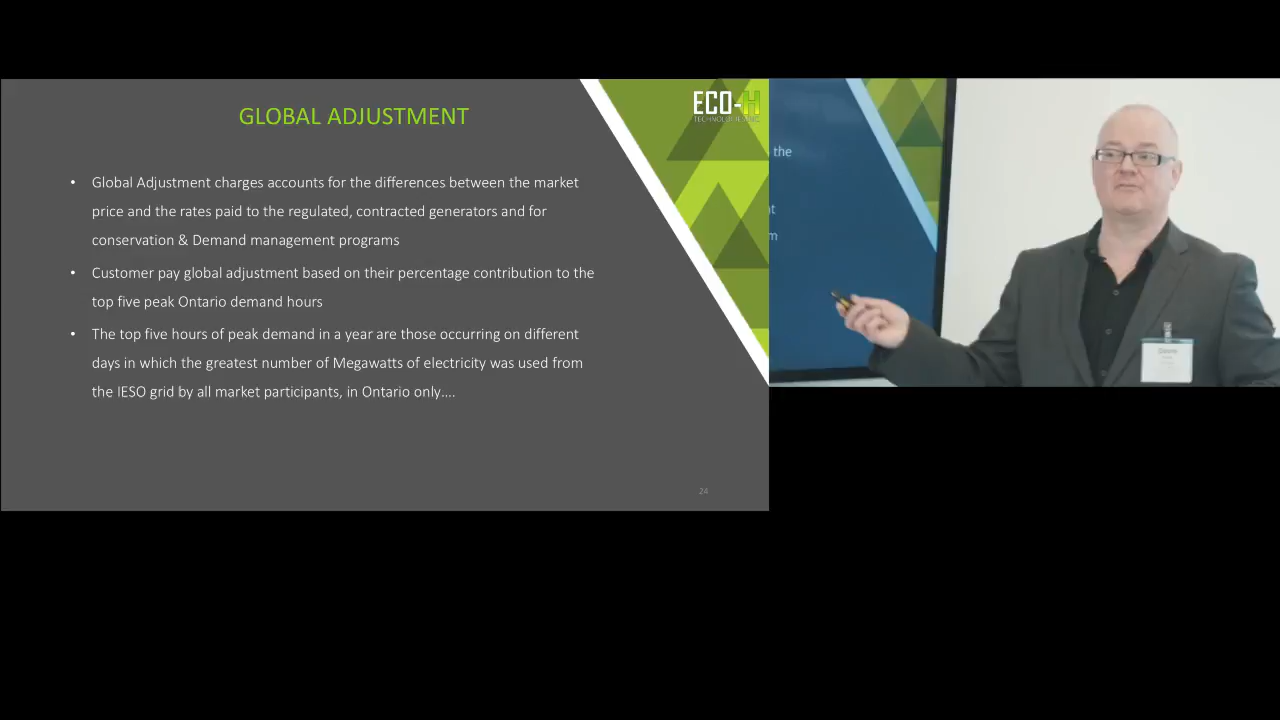 GLOBAL ADJUSTMENT
ECO-H
TECHNOLOGIES INC
• Global Adjustment charges accounts for the differences between the market
price and the rates paid to the regulated, contracted generators and for
conservation & Demand management programs
• Customer pay global adjustment based on their percentage contribution to the
top five peak Ontario demand hours
• The top five hours of peak demand in a year are those occurring on different
days in which the greatest number of Megawatts of electricity was used from
the IESO grid by all market participants, in Ontario only....
24
the